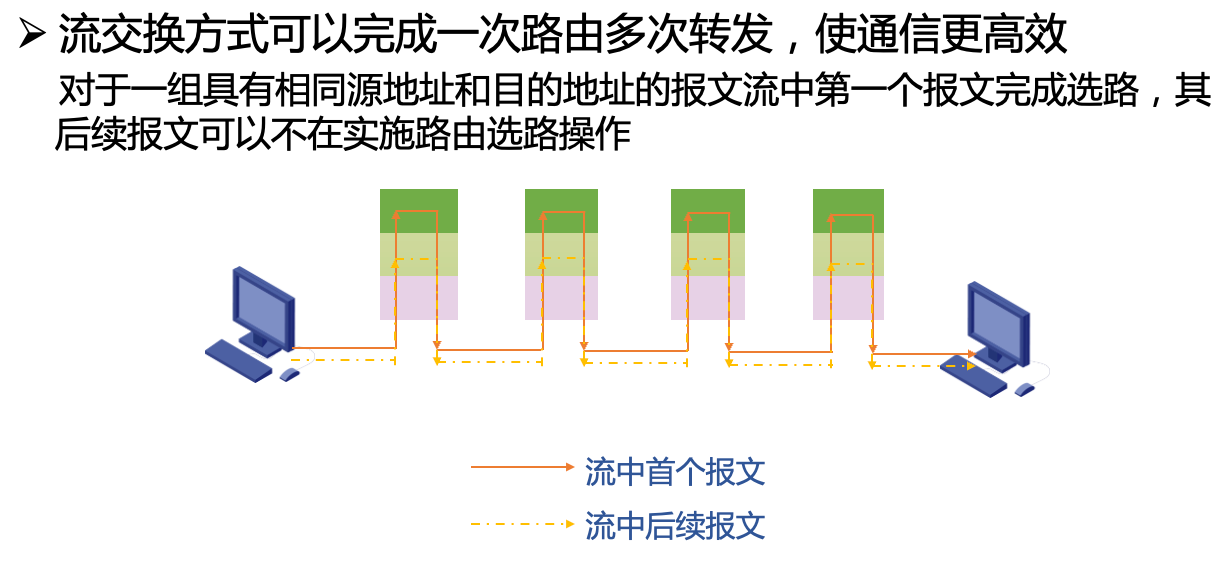 ➢ 流交换方式可以完成一次路由多次转发，使通信更高效
对于一组具有相同源地址和目的地址的报文流中第一个报文完成选路，其
后续报文可以不在实施路由选路操作
流中首个报文
流中后续报文